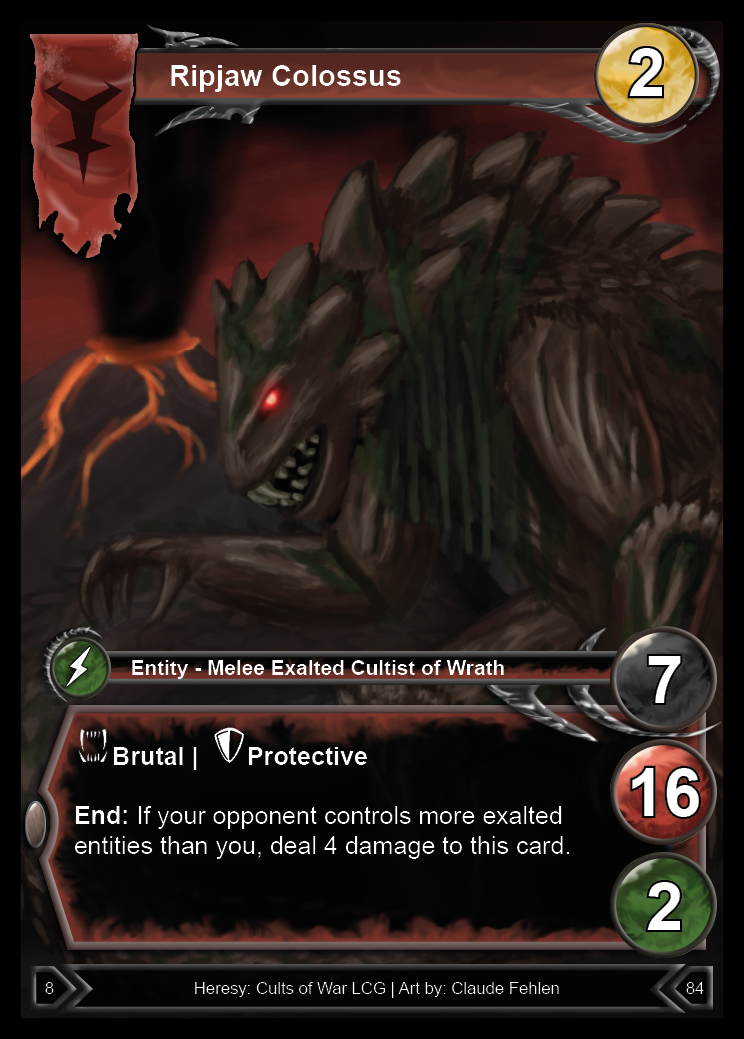 Ripjaw Colossus
2
Entity - Melee Exalted Cultist of Wrath
7
Brutal | Protective
16
End: If your opponent controls more exalted
entities than you, deal 4 damage to this card.
2
8
Heresy: Cults of War LCG | Art by: Claude Fehlen
84